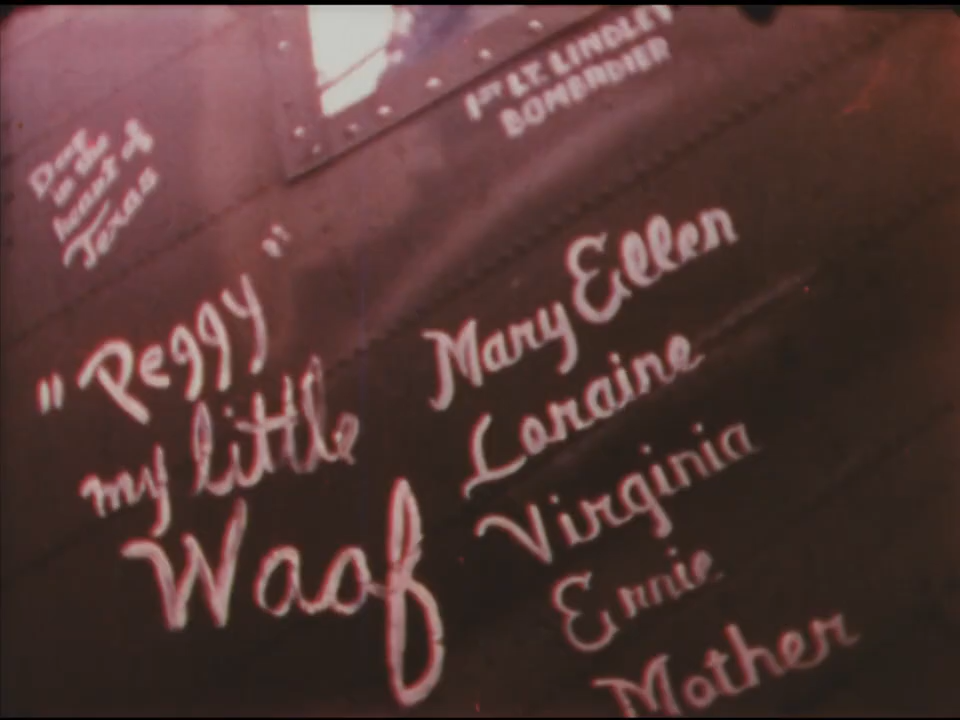 1ST LT. LINDLEY
BOMBARDIER
Deep
in the
heart of
Texas
"Peggy"
my little
Waaf
Mary Ellen
Loraine
Virginia
Ernie
Mother